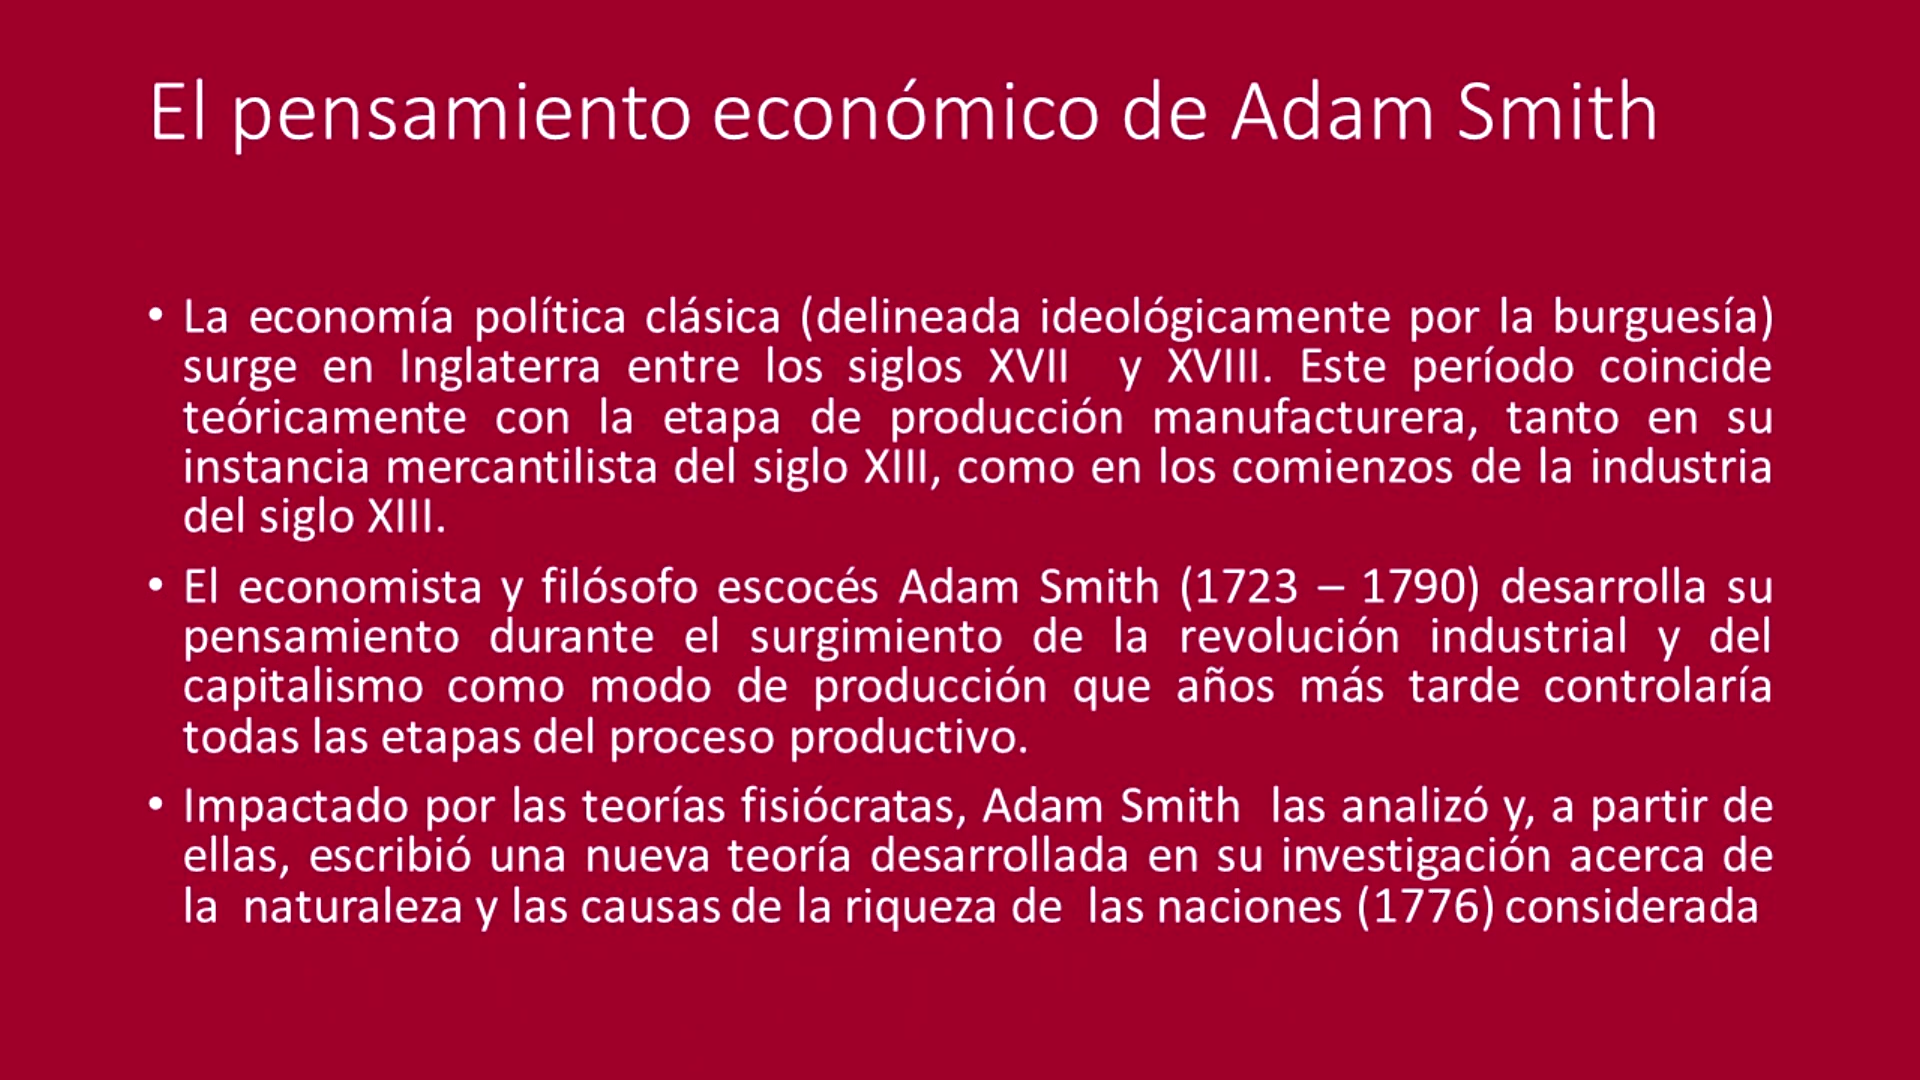 El pensamiento económico de Adam Smith
• La economía política clásica (delineada ideológicamente por la burguesía)
surge en Inglaterra entre los siglos XVII  y XVIII. Este período coincide
teóricamente con la etapa de producción manufacturera, tanto en su
instancia mercantilista del siglo XIII, como en los comienzos de la industria
del siglo XIII.
• El economista y filósofo escocés Adam Smith (1723 – 1790) desarrolla su
pensamiento durante el surgimiento de la revolución industrial y del
capitalismo como modo de producción que años más tarde controlaría
todas las etapas del proceso productivo.
• Impactado por las teorías fisiócratas, Adam Smith  las analizó y, a partir de
ellas, escribió una nueva teoría desarrollada en su investigación acerca de
la  naturaleza y las causas de la riqueza de  las naciones (1776) considerada